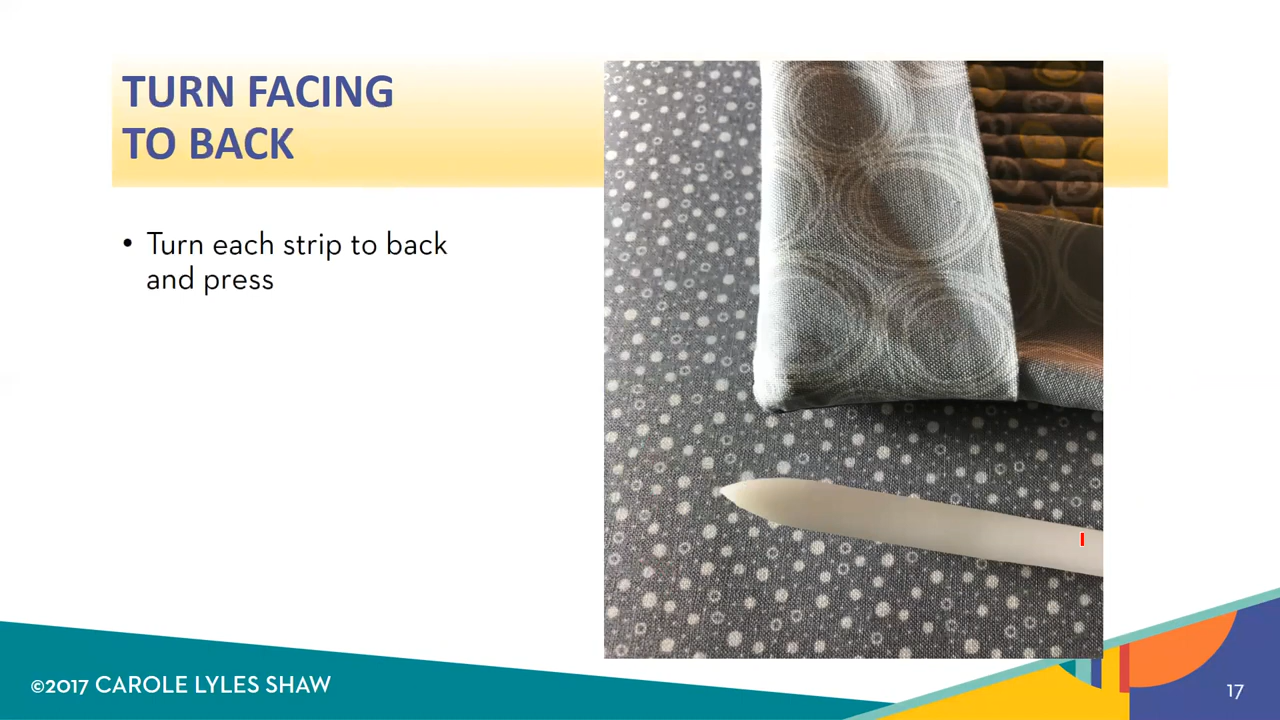 TURN FACING
TO BACK
• Turn each strip to back
and press
©2017 CAROLE LYLES SHAW
17